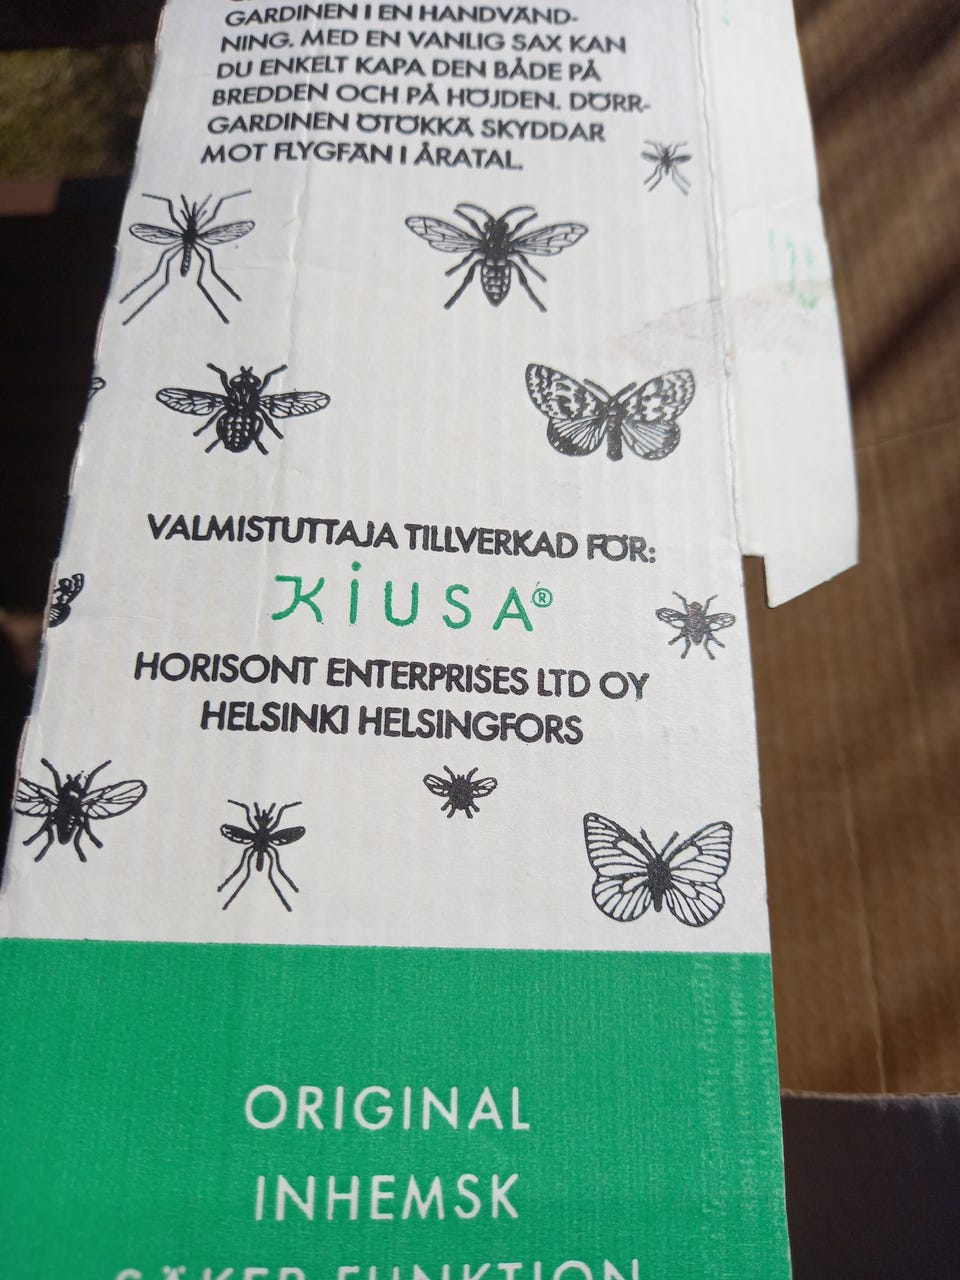 GARDINEN I EN HANDVÄND-
NING. MED EN VANLIG SAX KAN
DU ENKELT KAPA DEN BÅDE PÅ
BREDDEN OCH PÅ HÖJDEN. DÖRR-
GARDINEN ÖTÖKKÄ SKYDDAR
MOT FLYGFÄN I ÅRATAL.
VALMISTUTTAJA TILLVERKAD FÖR:
KiUSA®
HORISONT ENTERPRISES LTD OY
HELSINKI HELSINGFORS
ORIGINAL
INHEMSK
SÄKER FUNKTION